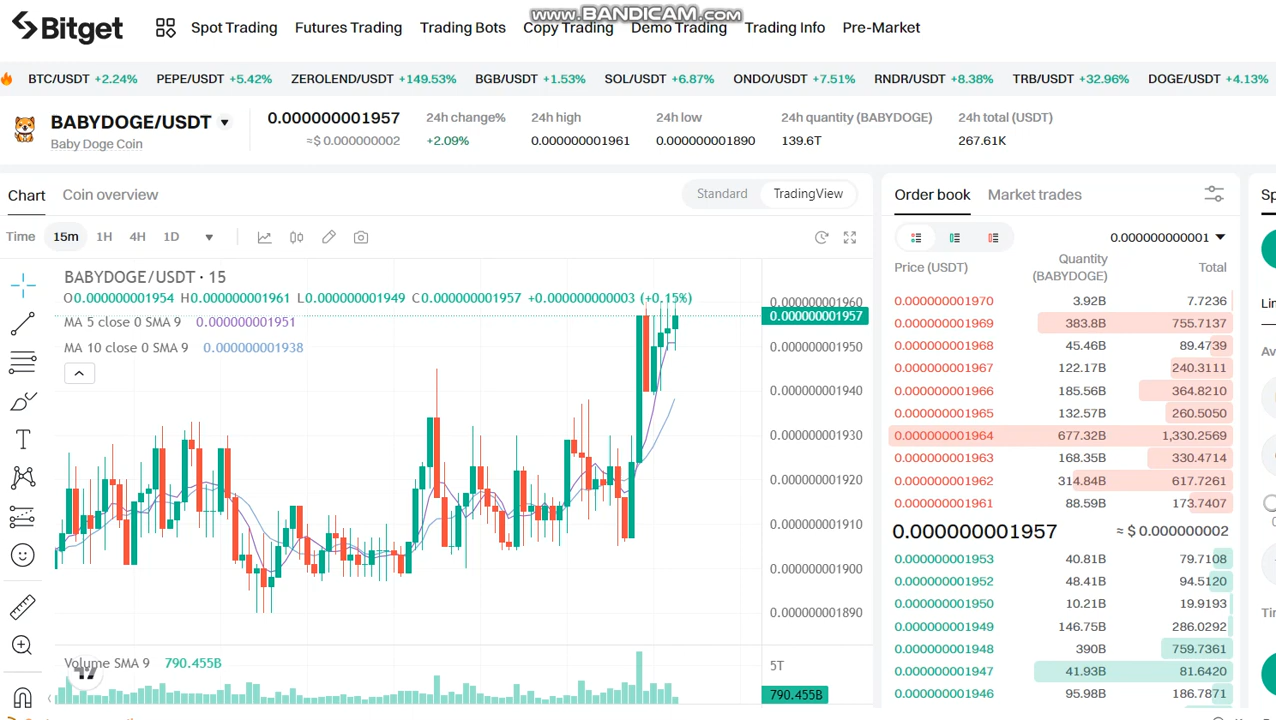 www.BANDICAM.com
Bitget Spot Trading Futures Trading Trading Bots Copy Trading Demo Trading Trading Info Pre-Market
BTC/USDT +2.24% PEPE/USDT +5.42% ZEROLEND/USDT +149.53% BGB/USDT +1.53% SOL/USDT +6.87% ONDO/USDT +7.51% RNDR/USDT +8.38% TRB/USDT +32.96% DOGE/USDT +4.13%
BABYDOGE/USDT
Baby Doge Coin
0.000000001957
≈$ 0.000000002
24h change%
+2.09%
24h high
0.000000001961
24h low
0.000000001890
24h quantity (BABYDOGE)
139.6T
24h total (USDT)
267.61K
Chart Coin overview
Standard TradingView
Time 15m 1H 4H 1D
BABYDOGE/USDT · 15
O0.000000001954 H0.000000001961 L0.000000001949 C0.000000001957 +0.000000000003 (+0.15%)
MA 5 close 0 SMA 9 0.000000001951
MA 10 close 0 SMA 9 0.000000001938
0.000000001960
0.000000001957
0.000000001950
0.000000001940
0.000000001930
0.000000001920
0.000000001910
0.000000001900
0.000000001890
Volume SMA 9 790.455B
5T
790.455B
Order book Market trades
0.000000000001
Price (USDT) Quantity (BABYDOGE) Total
0.000000001970 3.92B 7.7236
0.000000001969 383.8B 755.7137
0.000000001968 45.46B 89.4739
0.000000001967 122.17B 240.3111
0.000000001966 185.56B 364.8210
0.000000001965 132.57B 260.5050
0.000000001964 677.32B 1,330.2569
0.000000001963 168.35B 330.4714
0.000000001962 314.84B 617.7261
0.000000001961 88.59B 173.7407
0.000000001957 ≈ $ 0.000000002
0.000000001953 40.81B 79.7108
0.000000001952 48.41B 94.5120
0.000000001950 10.21B 19.9193
0.000000001949 146.75B 286.0292
0.000000001948 390B 759.7361
0.000000001947 41.93B 81.6420
0.000000001946 95.98B 186.7871
Sp
Lin
Av
Tin